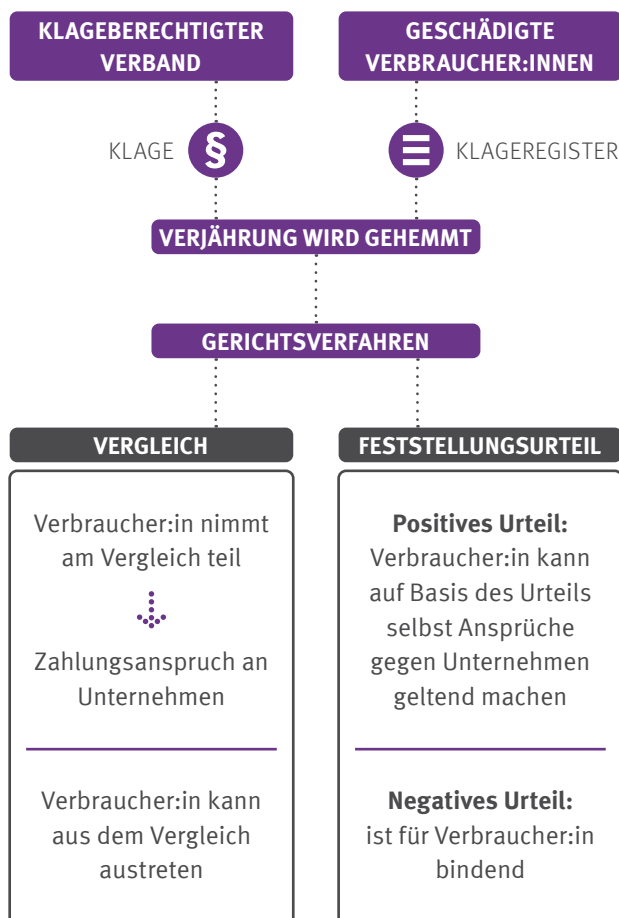 KLAGEBERECHTIGTER
VERBAND
GESCHÄDIGTE
VERBRAUCHER:INNEN
KLAGE §
KLAGEREGISTER
VERJÄHRUNG WIRD GEHEMMT
GERICHTSVERFAHREN
VERGLEICH
Verbraucher:in nimmt
am Vergleich teil
Zahlungsanspruch an
Unternehmen
Verbraucher:in kann
aus dem Vergleich
austreten
FESTSTELLUNGSURTEIL
Positives Urteil:
Verbraucher:in kann
auf Basis des Urteils
selbst Ansprüche
gegen Unternehmen
geltend machen
Negatives Urteil:
ist für Verbraucher:in
bindend